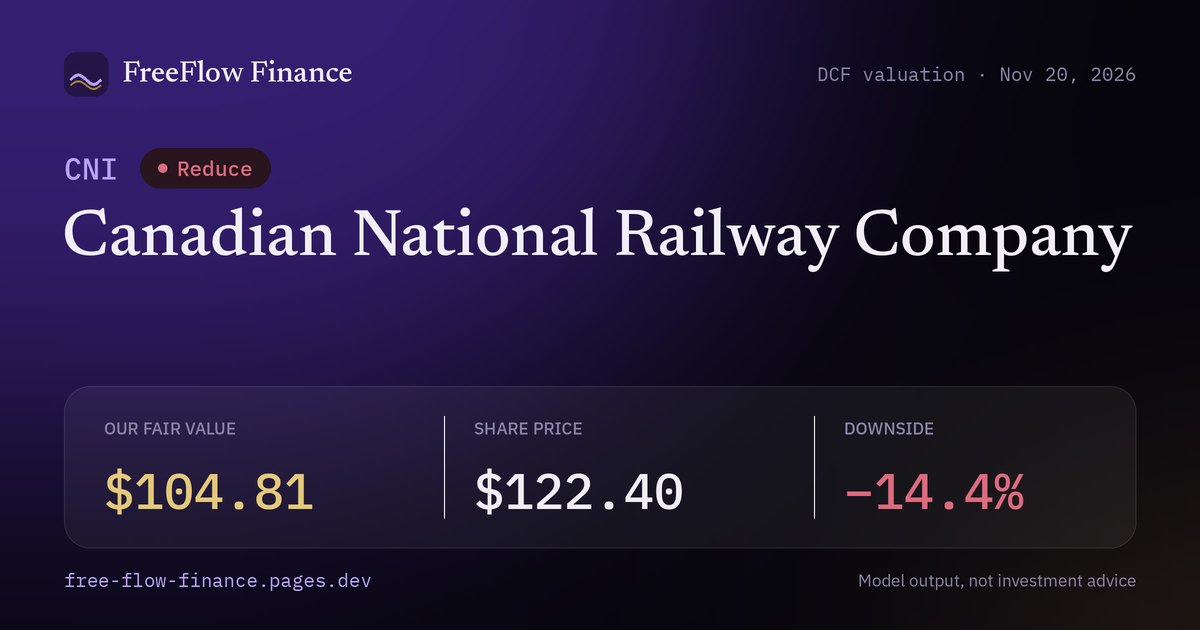 FreeFlow Finance
DCF valuation · Nov 20, 2026
CNI
Reduce
Canadian National Railway Company
OUR FAIR VALUE
$104.81
SHARE PRICE
$122.40
DOWNSIDE
−14.4%
free-flow-finance.pages.dev
Model output, not investment advice